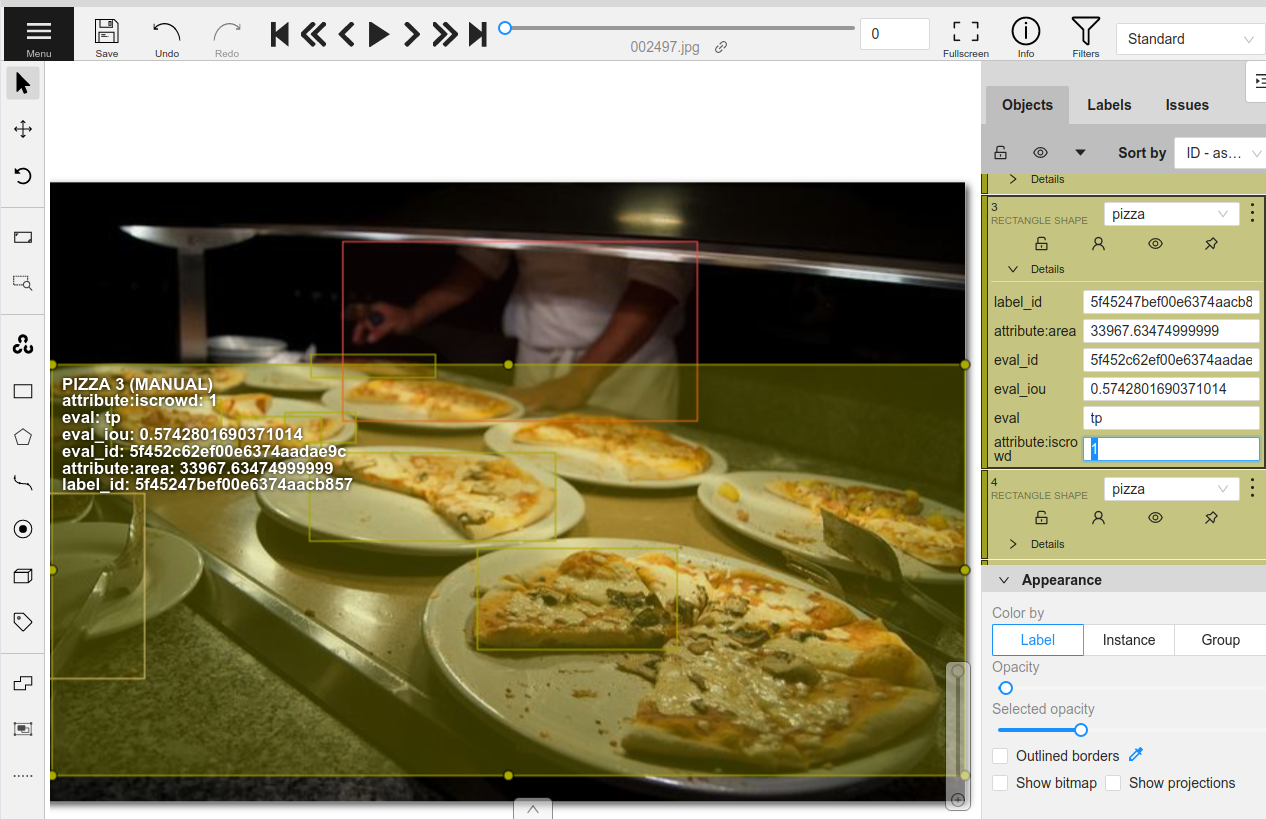 Menu
Save
Undo
Redo
002497.jpg
0
Fullscreen
Info
Filters
Standard
Objects
Labels
Issues
Sort by
ID - as...
Details
3
RECTANGLE SHAPE
pizza
Details
label_id
5f45247bef00e6374aacb8
attribute:area
33967.63474999999
eval_id
5f452c62ef00e6374aadae
eval_iou
0.5742801690371014
eval
tp
attribute:iscro
wd
1
4
RECTANGLE SHAPE
pizza
Details
PIZZA 3 (MANUAL)
attribute:iscrowd: 1
eval: tp
eval_iou: 0.5742801690371014
eval_id: 5f452c62ef00e6374aadae9c
attribute:area: 33967.63474999999
label_id: 5f45247bef00e6374aacb857
Appearance
Color by
Label
Instance
Group
Opacity
Selected opacity
Outlined borders
Show bitmap
Show projections